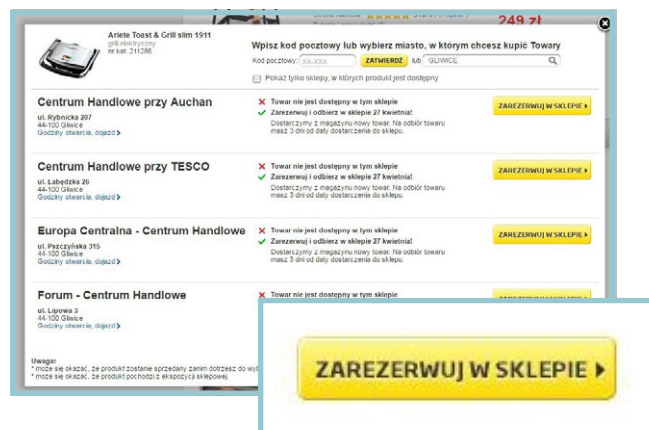 249 zł
Ariete Toast & Grill slim 1911
grill elektryczny
nr kat. 211286
Wpisz kod pocztowy lub wybierz miasto, w którym chcesz kupić Towary
Kod pocztowy: XX-XXX ZATWIERDŹ lub GLIWICE
Pokaż tylko sklepy, w których produkt jest dostępny
Centrum Handlowe przy Auchan
ul. Rybnicka 207
44-100 Gliwice
Godziny otwarcia, dojazd
Towar nie jest dostępny w tym sklepie
Zarezerwuj i odbierz w sklepie 27 kwietnia!
Dostarczymy z magazynu nowy towar. Na odbiór towaru
masz 3 dni od daty dostarczenia do sklepu.
ZAREZERWUJ W SKLEPIE
Centrum Handlowe przy TESCO
ul. Łabędzka 26
44-100 Gliwice
Godziny otwarcia, dojazd
Towar nie jest dostępny w tym sklepie
Zarezerwuj i odbierz w sklepie 27 kwietnia!
Dostarczymy z magazynu nowy towar. Na odbiór towaru
masz 3 dni od daty dostarczenia do sklepu.
ZAREZERWUJ W SKLEPIE
Europa Centralna - Centrum Handlowe
ul. Pszczyńska 315
44-100 Gliwice
Godziny otwarcia, dojazd
Towar nie jest dostępny w tym sklepie
Zarezerwuj i odbierz w sklepie 27 kwietnia!
Dostarczymy z magazynu nowy towar. Na odbiór towaru
masz 3 dni od daty dostarczenia do sklepu.
ZAREZERWUJ W SKLEPIE
Forum - Centrum Handlowe
ul. Lipowa 3
44-100 Gliwice
Godziny otwarcia, dojazd
Towar nie jest dostępny w tym sklepie
Uwaga:
* może się okazać, że produkt zostanie sprzedany zanim dotrzesz do
* może się okazać, że produkt pochodzi z ekspozycji sklepowej.
ZAREZERWUJ W SKLEPIE